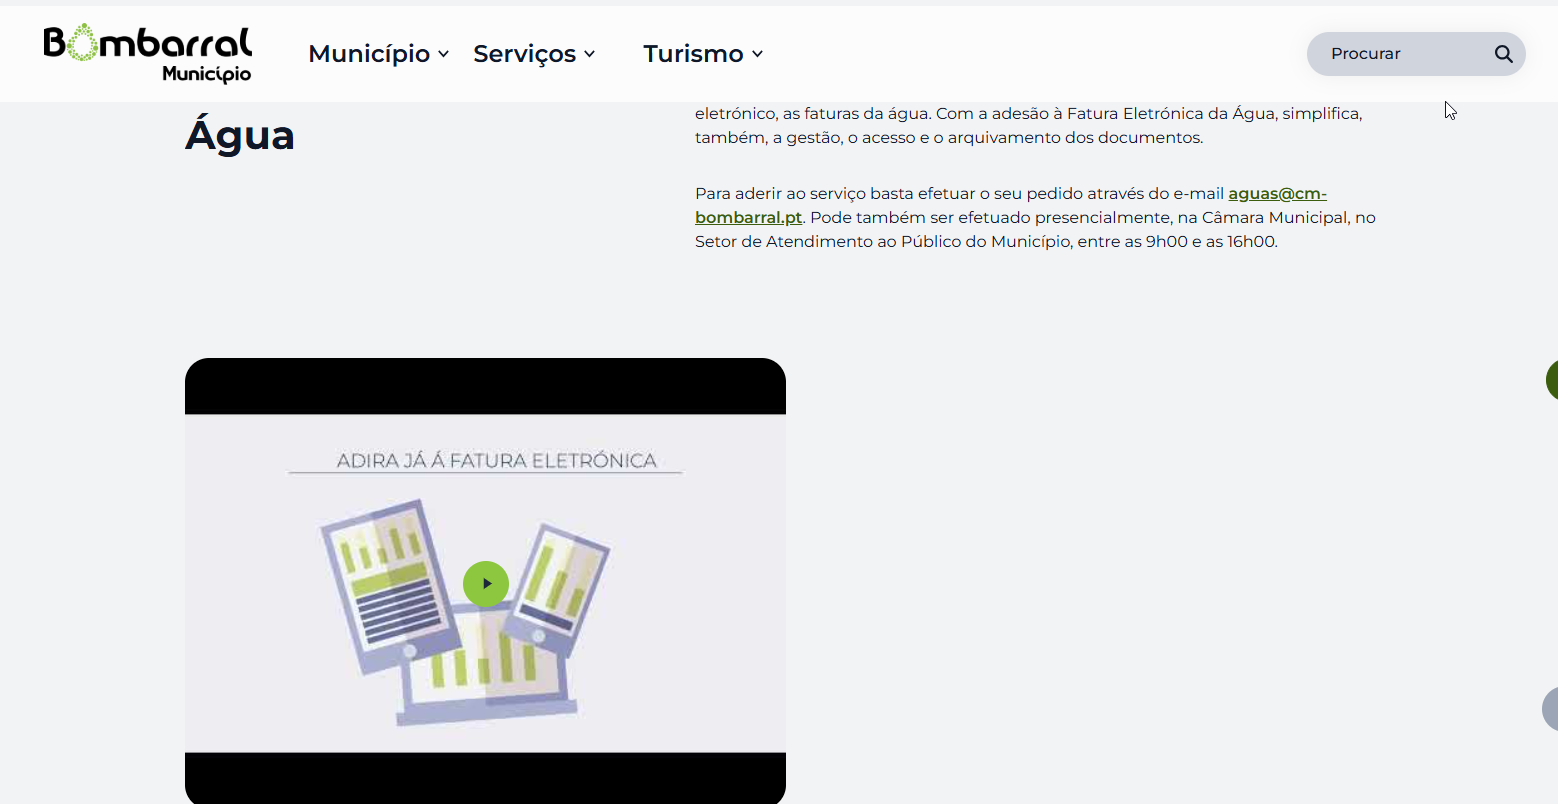 Bombarral
Município
Município
Serviços
Turismo
Procurar
Água
eletrónico, as faturas da água. Com a adesão à Fatura Eletrónica da Água, simplifica,
também, a gestão, o acesso e o arquivamento dos documentos.
Para aderir ao serviço basta efetuar o seu pedido através do e-mail aguas@cm-
bombarral.pt. Pode também ser efetuado presencialmente, na Câmara Municipal, no
Setor de Atendimento ao Público do Município, entre as 9h00 e as 16h00.
ADIRA JÁ Á FATURA ELETRÓNICA